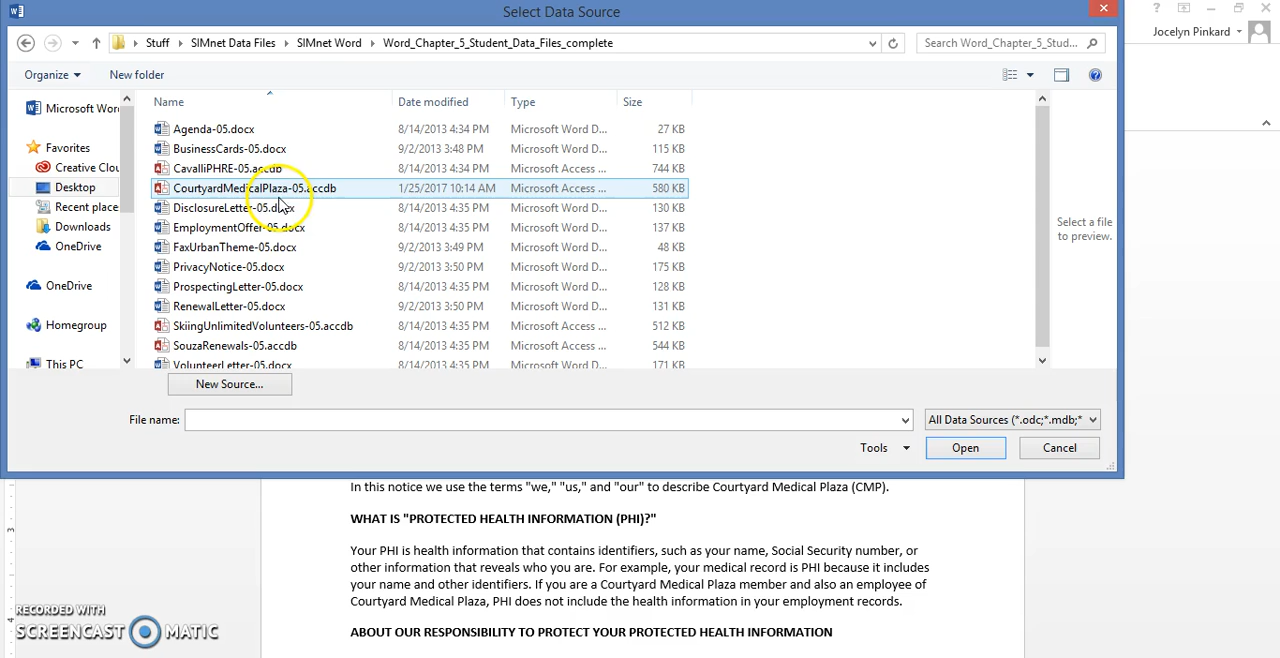 Select Data Source
Jocelyn Pinkard
Stuff SIMnet Data Files SIMnet Word Word_Chapter_5_Student_Data_Files_complete
Search Word_Chapter_5_Stud...
Organize New folder
Microsoft Wor
Favorites
Creative Clou
Desktop
Recent place
Downloads
OneDrive
OneDrive
Homegroup
This PC
Name Date modified Type Size
Agenda-05.docx 8/14/2013 4:34 PM Microsoft Word D... 27 KB
BusinessCards-05.docx 9/2/2013 3:48 PM Microsoft Word D... 115 KB
CavalliPHRE-05.accdb 8/14/2013 4:34 PM Microsoft Access ... 744 KB
CourtyardMedicalPlaza-05.accdb 1/25/2017 10:14 AM Microsoft Access ... 580 KB
DisclosureLetter-05.docx 8/14/2013 4:35 PM Microsoft Word D... 130 KB
EmploymentOffer-05.docx 8/14/2013 4:35 PM Microsoft Word D... 137 KB
FaxUrbanTheme-05.docx 9/2/2013 3:49 PM Microsoft Word D... 48 KB
PrivacyNotice-05.docx 9/2/2013 3:50 PM Microsoft Word D... 175 KB
ProspectingLetter-05.docx 8/14/2013 4:35 PM Microsoft Word D... 128 KB
RenewalLetter-05.docx 9/2/2013 3:50 PM Microsoft Word D... 131 KB
SkiingUnlimitedVolunteers-05.accdb 8/14/2013 4:35 PM Microsoft Access ... 512 KB
SouzaRenewals-05.accdb 8/14/2013 4:35 PM Microsoft Access ... 544 KB
VolunteerLetter-05.docx 8/14/2013 4:35 PM Microsoft Word D... 171 KB
Select a file
to preview.
New Source...
File name: All Data Sources (*.odc;*.mdb;*
Tools Open Cancel
In this notice we use the terms "we," "us," and "our" to describe Courtyard Medical Plaza (CMP).
WHAT IS "PROTECTED HEALTH INFORMATION (PHI)?"
Your PHI is health information that contains identifiers, such as your name, Social Security number, or
other information that reveals who you are. For example, your medical record is PHI because it includes
your name and other identifiers. If you are a Courtyard Medical Plaza member and also an employee of
Courtyard Medical Plaza, PHI does not include the health information in your employment records.
ABOUT OUR RESPONSIBILITY TO PROTECT YOUR PROTECTED HEALTH INFORMATION
3
4
RECORDED WITH
SCREENCAST MATIC